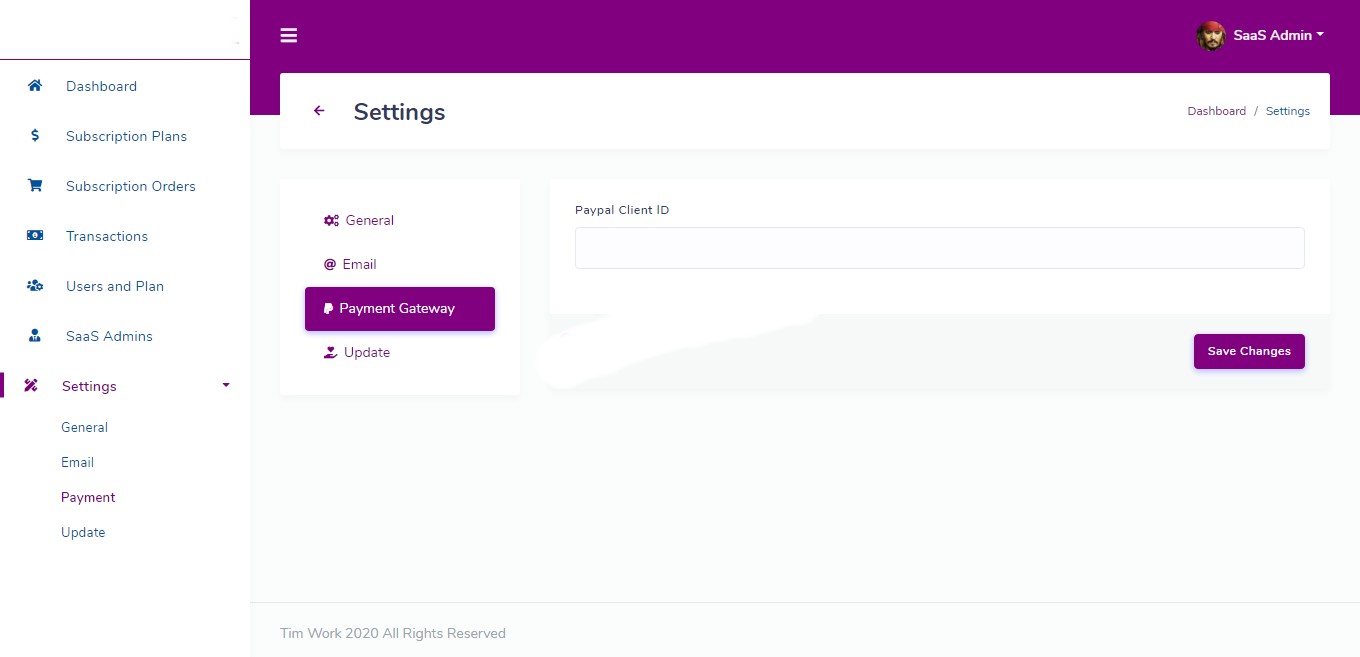 SaaS Admin
Dashboard
Subscription Plans
Subscription Orders
Transactions
Users and Plan
SaaS Admins
Settings
General
Email
Payment
Update
Settings
Dashboard / Settings
General
Email
Payment Gateway
Update
Paypal Client ID
Save Changes
Tim Work 2020 All Rights Reserved